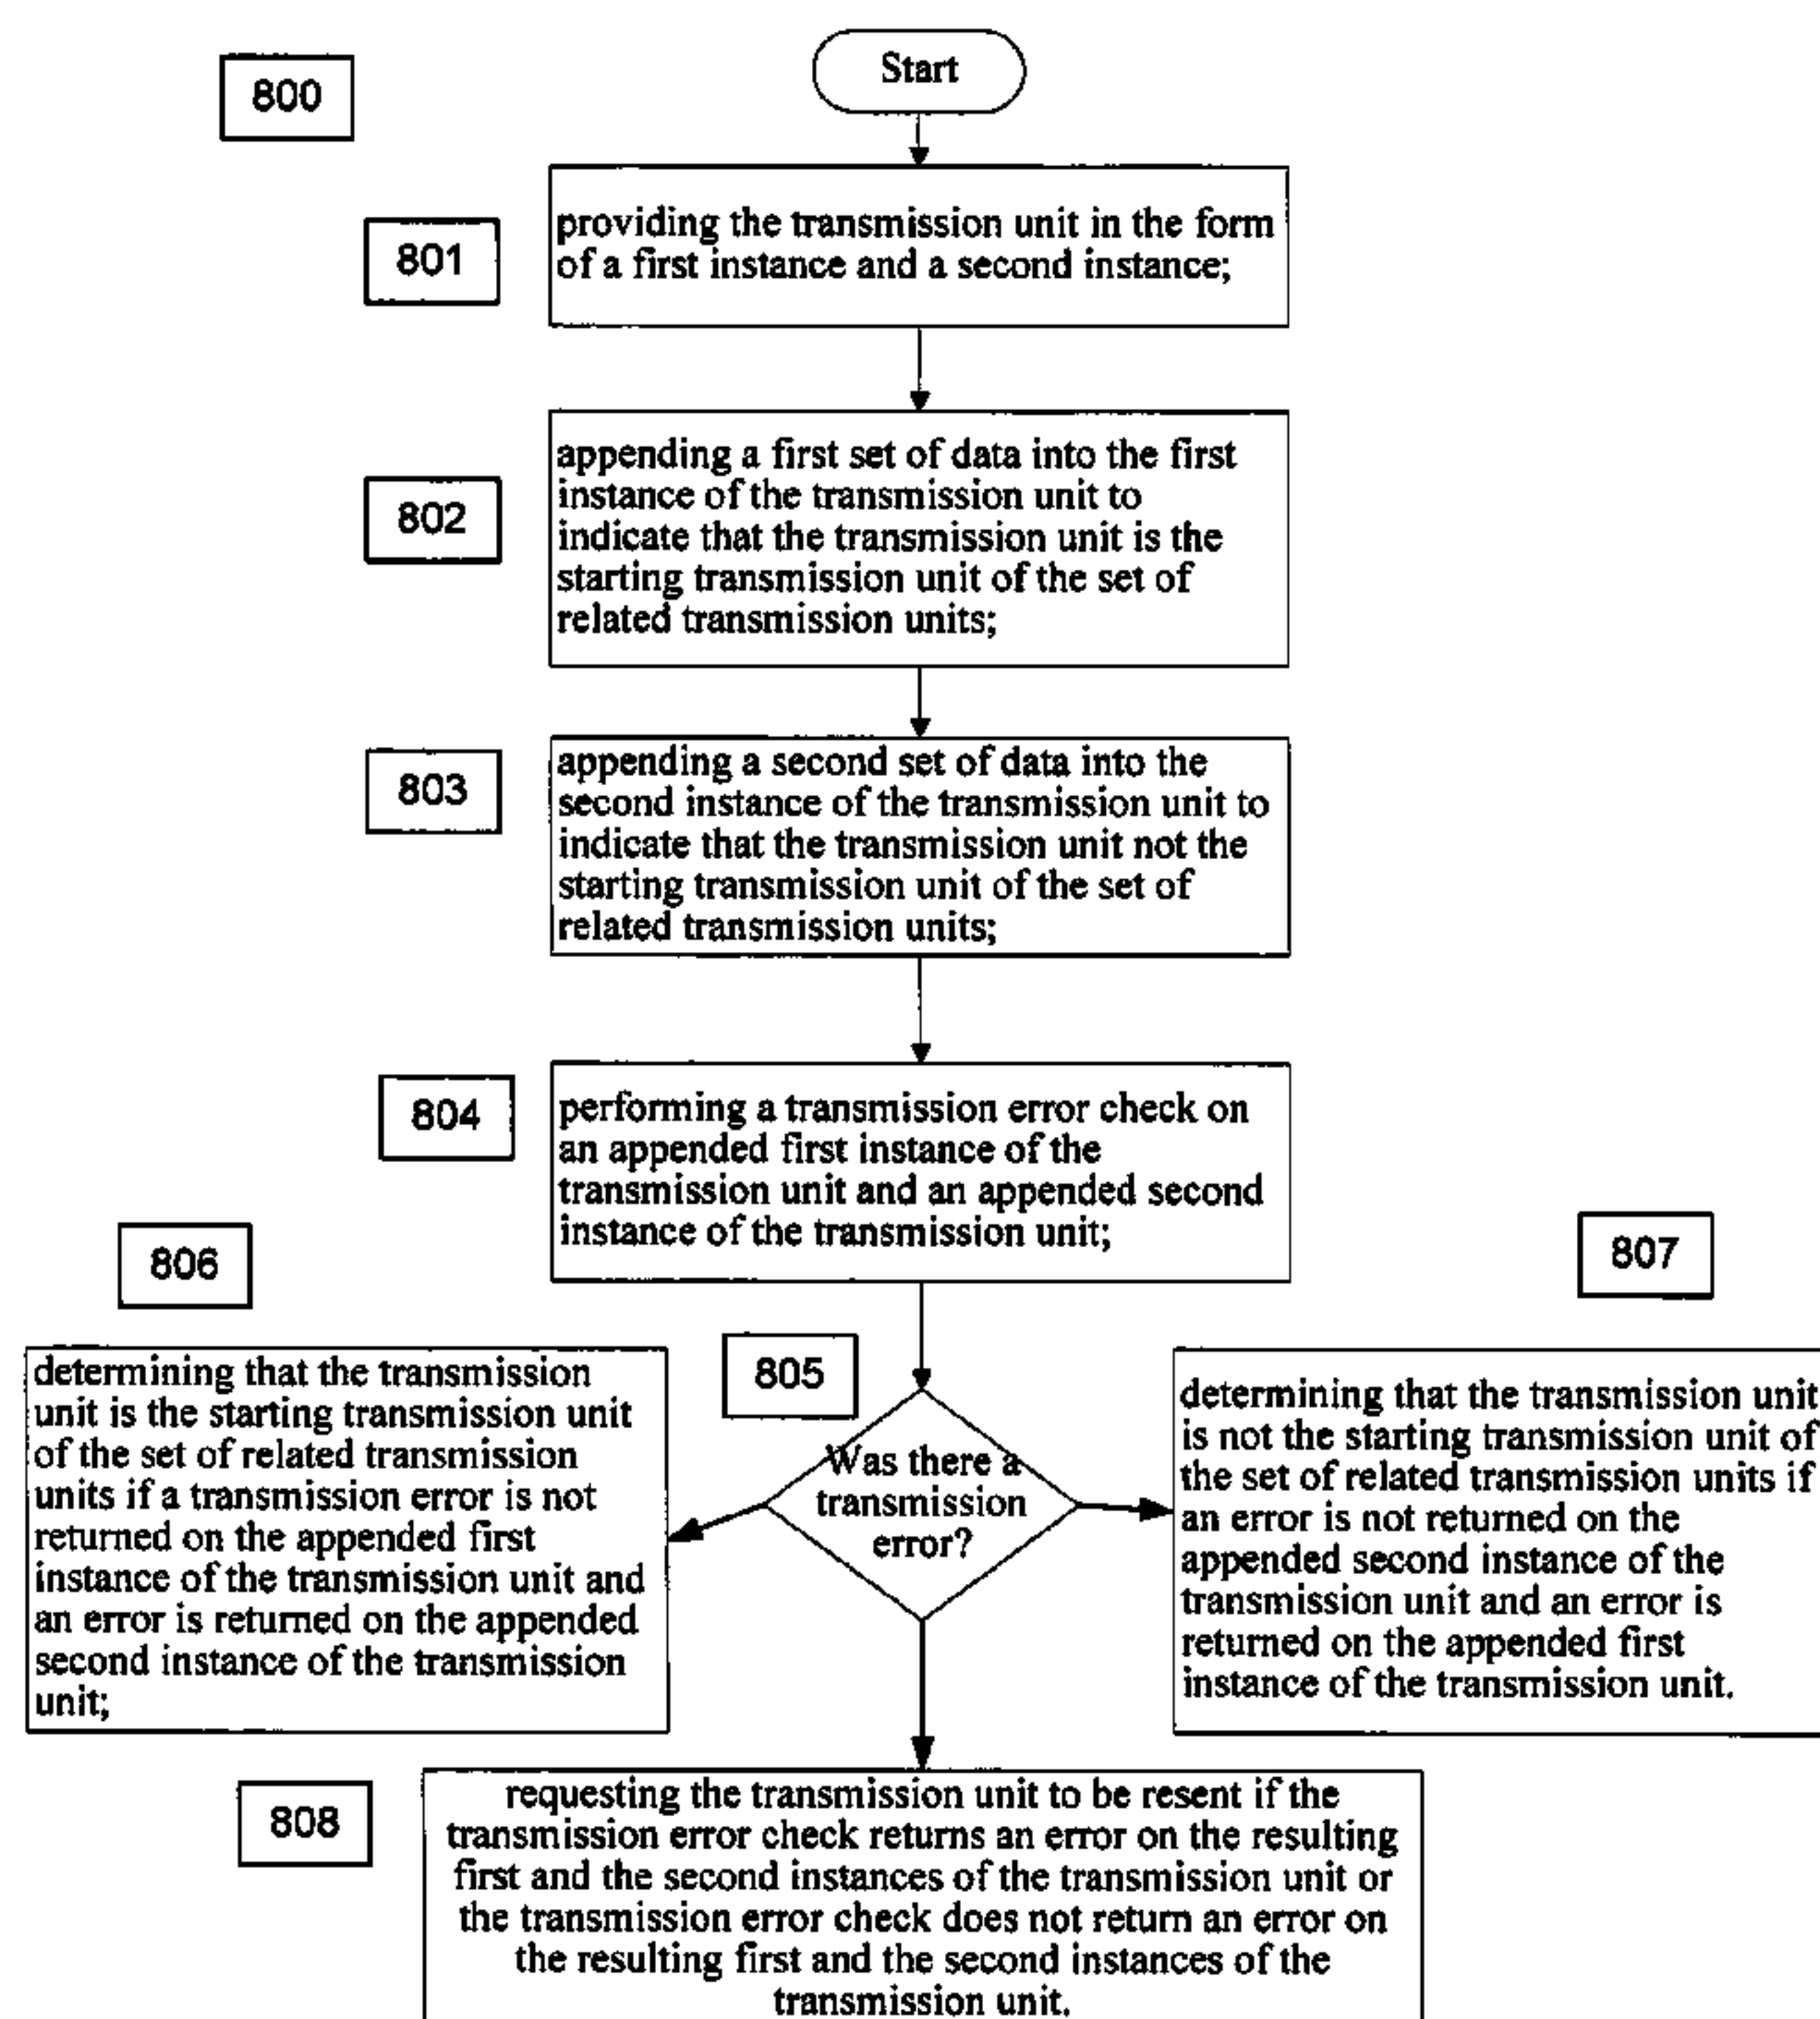 800
Start
801
providing the transmission unit in the form
of a first instance and a second instance;
802
appending a first set of data into the first
instance of the transmission unit to
indicate that the transmission unit is the
starting transmission unit of the set of
related transmission units;
803
appending a second set of data into the
second instance of the transmission unit to
indicate that the transmission unit not the
starting transmission unit of the set of
related transmission units;
804
performing a transmission error check on
an appended first instance of the
transmission unit and an appended second
instance of the transmission unit;
805
Was there a
transmission
error?
806
determining that the transmission
unit is the starting transmission unit
of the set of related transmission
units if a transmission error is not
returned on the appended first
instance of the transmission unit and
an error is returned on the appended
second instance of the transmission
unit;
807
determining that the transmission unit
is not the starting transmission unit of
the set of related transmission units if
an error is not returned on the
appended second instance of the
transmission unit and an error is
returned on the appended first
instance of the transmission unit.
808
requesting the transmission unit to be resent if the
transmission error check returns an error on the resulting
first and the second instances of the transmission unit or
the transmission error check does not return an error on
the resulting first and the second instances of the
transmission unit.